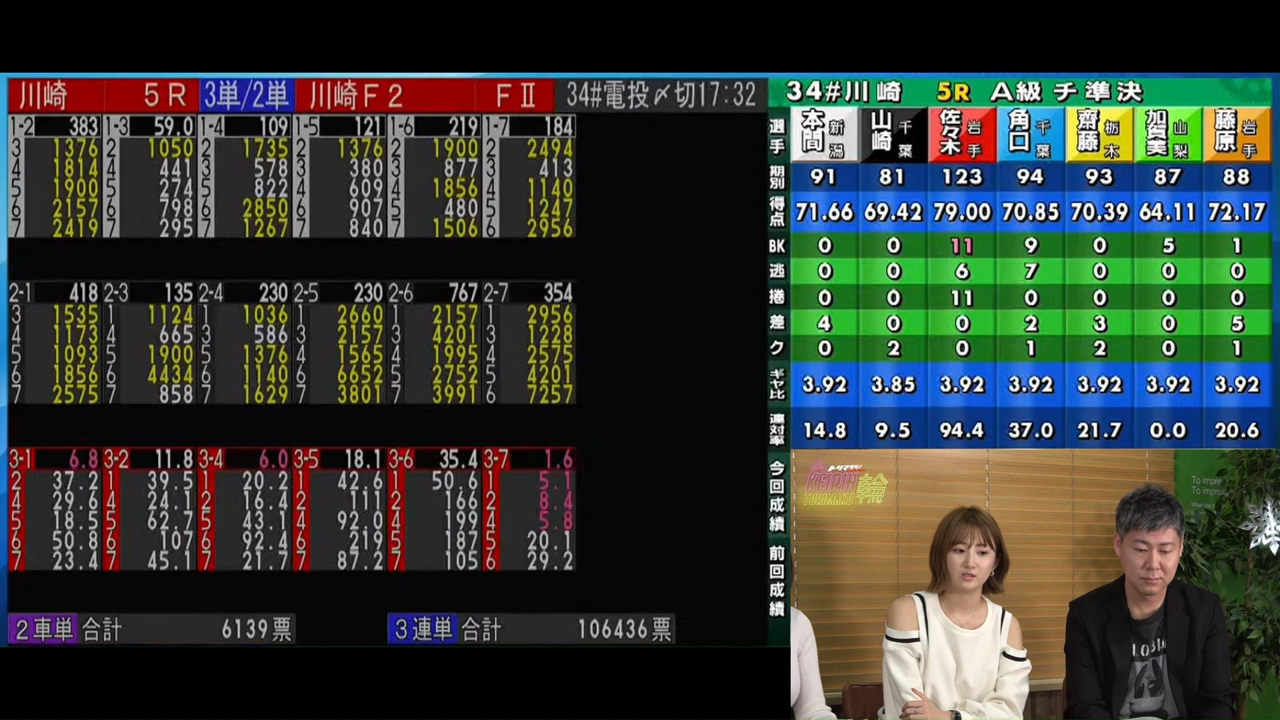 川崎 5R 3単/2単 川崎F2 FⅡ 34#電投〆切17:32
1-2 383 1-3 59.0 1-4 109 1-5 121 1-6 219 1-7 184
3 1376 2 1050 2 1735 2 1376 2 1900 2 2494
4 1814 4 441 3 578 3 380 3 877 3 413
5 1900 5 274 5 822 4 609 4 1856 4 1140
6 2157 6 798 6 2850 6 907 5 480 5 1247
7 2419 7 295 7 1267 7 840 7 1506 6 2956
2-1 418 2-3 135 2-4 230 2-5 230 2-6 767 2-7 354
3 1535 1 1124 1 1036 1 2660 1 2157 1 2956
4 1173 4 665 3 586 3 2157 3 4201 3 1228
5 1093 5 1900 5 1376 4 1565 4 1995 4 2575
6 1856 6 4434 6 1140 6 6652 5 2752 5 4201
7 2575 7 858 7 1629 7 3801 7 3991 6 7257
3-1 6.8 3-2 11.8 3-4 6.0 3-5 18.1 3-6 35.4 3-7 1.6
2 37.2 1 39.5 1 20.2 1 42.6 1 50.6 1 5.1
4 29.6 4 24.1 2 16.4 2 111 2 166 2 8.4
5 18.5 5 62.7 5 43.1 4 92.0 4 199 4 5.8
6 50.8 6 107 6 92.4 6 219 5 187 5 20.1
7 23.4 7 45.1 7 21.7 7 87.2 7 105 6 29.2
2車単 合計 6139票 3連単 合計 106436票
34#川崎 5R A級 チ準決
選手 本間 新潟 山崎 千葉 佐々木 岩手 角口 千葉 齋藤 栃木 加賀美 山梨 藤原 岩手
期別 91 81 123 94 93 87 88
得点 71.66 69.42 79.00 70.85 70.39 64.11 72.17
BK 0 0 11 9 0 5 1
逃 0 0 6 7 0 0 0
捲 0 0 11 0 0 0 0
差 4 0 0 2 3 0 5
ク 0 2 0 1 2 0 1
ギヤ比 3.92 3.85 3.92 3.92 3.92 3.92 3.92
連対率 14.8 9.5 94.4 37.0 21.7 0.0 20.6
今回成績
前回成績
KEIRIN
TORIMAKU
輪
To impre
To impre